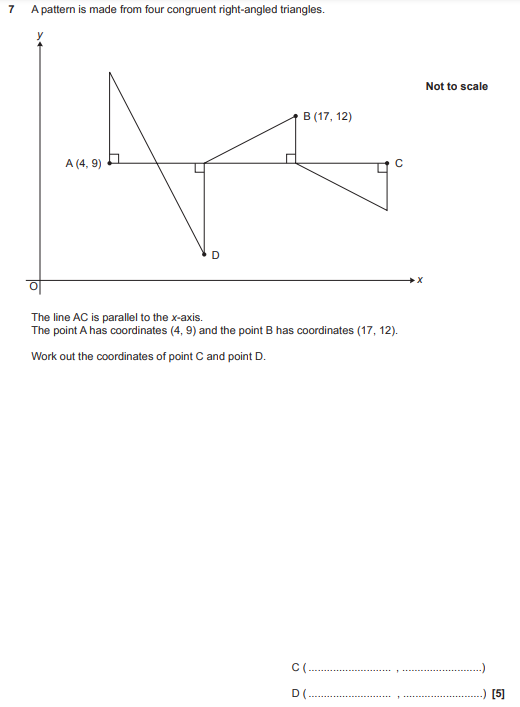 7 A pattern is made from four congruent right-angled triangles.
y
Not to scale
B (17, 12)
A (4, 9)
C
D
x
O
The line AC is parallel to the x-axis.
The point A has coordinates (4, 9) and the point B has coordinates (17, 12).
Work out the coordinates of point C and point D.
C (............................ , ...........................)
D (............................ , ...........................) [5]